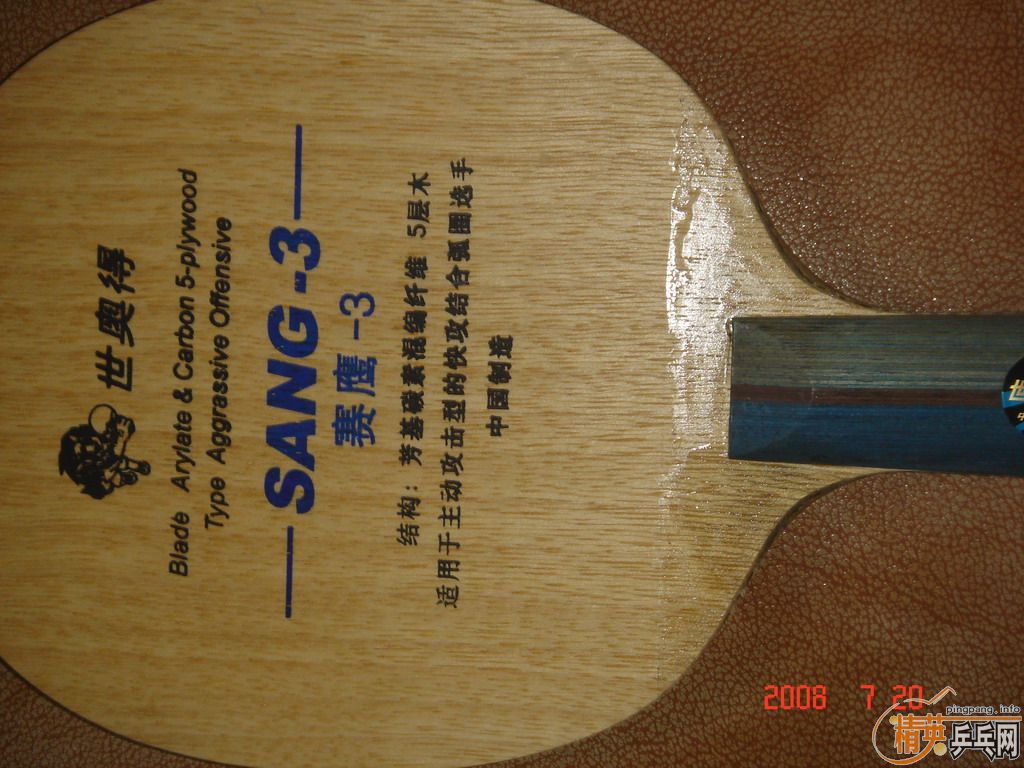 世奥得
Blade Arylate & Carbon 5-plywood
Type Aggrassive Offensive
SANG-3
赛鹰-3
结构：芳基碳素混编纤维 5层木
适用于主动攻击型的快攻结合弧圈选手
中国制造
世
2008 7 20
pingpang.info
精英乒乓网